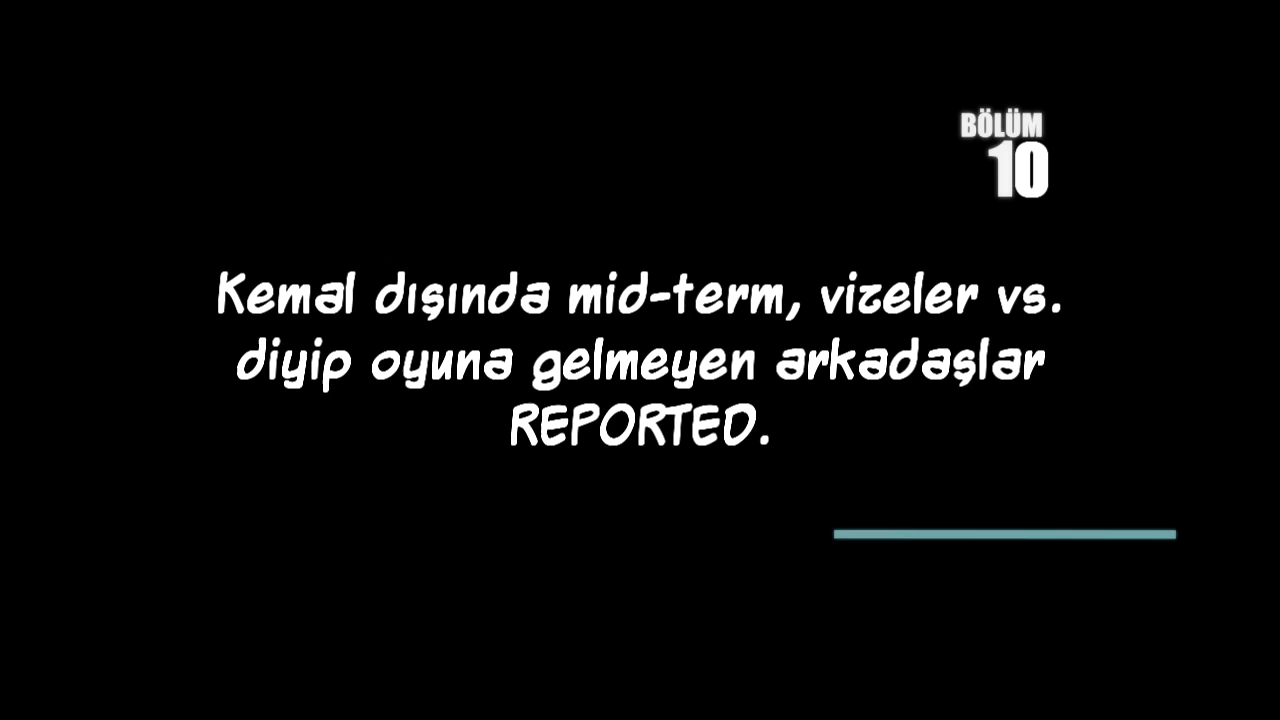 BÖLÜM
10
Kemal dışında mid-term, vizeler vs.
diyip oyuna gelmeyen arkadaşlar
REPORTED.